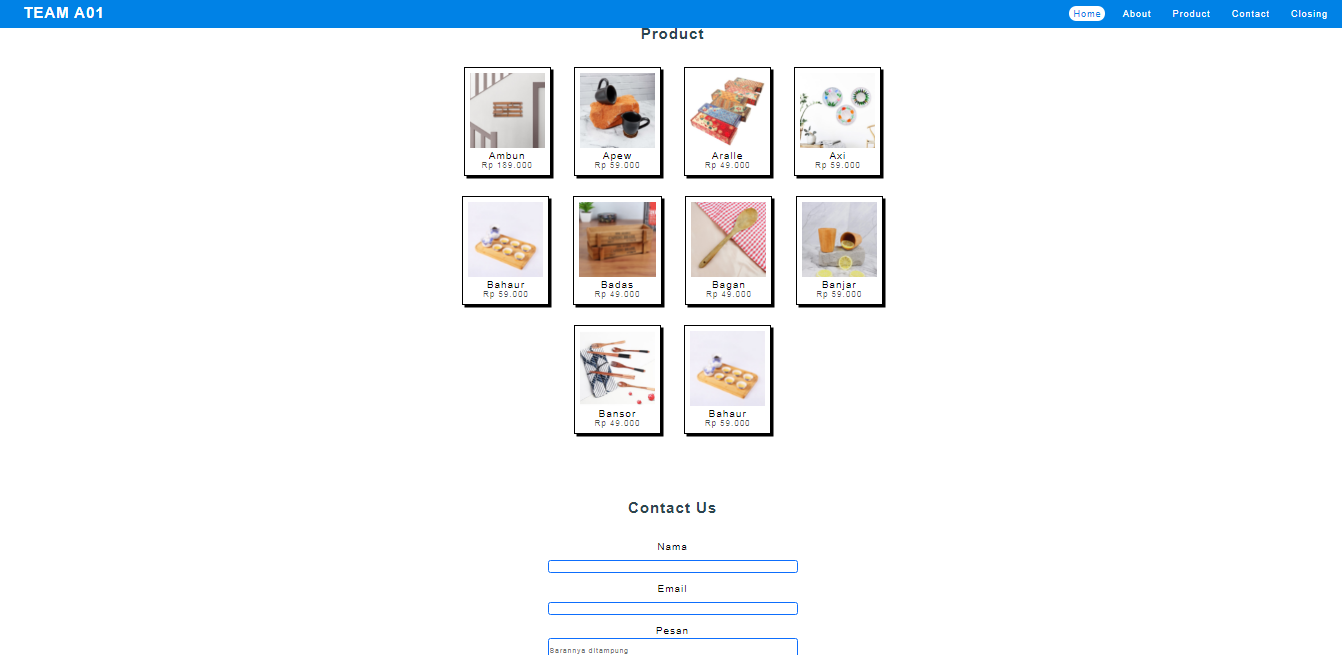 TEAM A01
Home About Product Contact Closing
Product
Ambun Apew Aralle Axi
Rp 189.000 Rp 59.000 Rp 49.000 Rp 59.000
Bahaur Badas Bagan Banjar
Rp 59.000 Rp 49.000 Rp 49.000 Rp 59.000
Bansor Bahaur
Rp 49.000 Rp 59.000
Contact Us
Nama
Email
Pesan
Sarannya ditampung